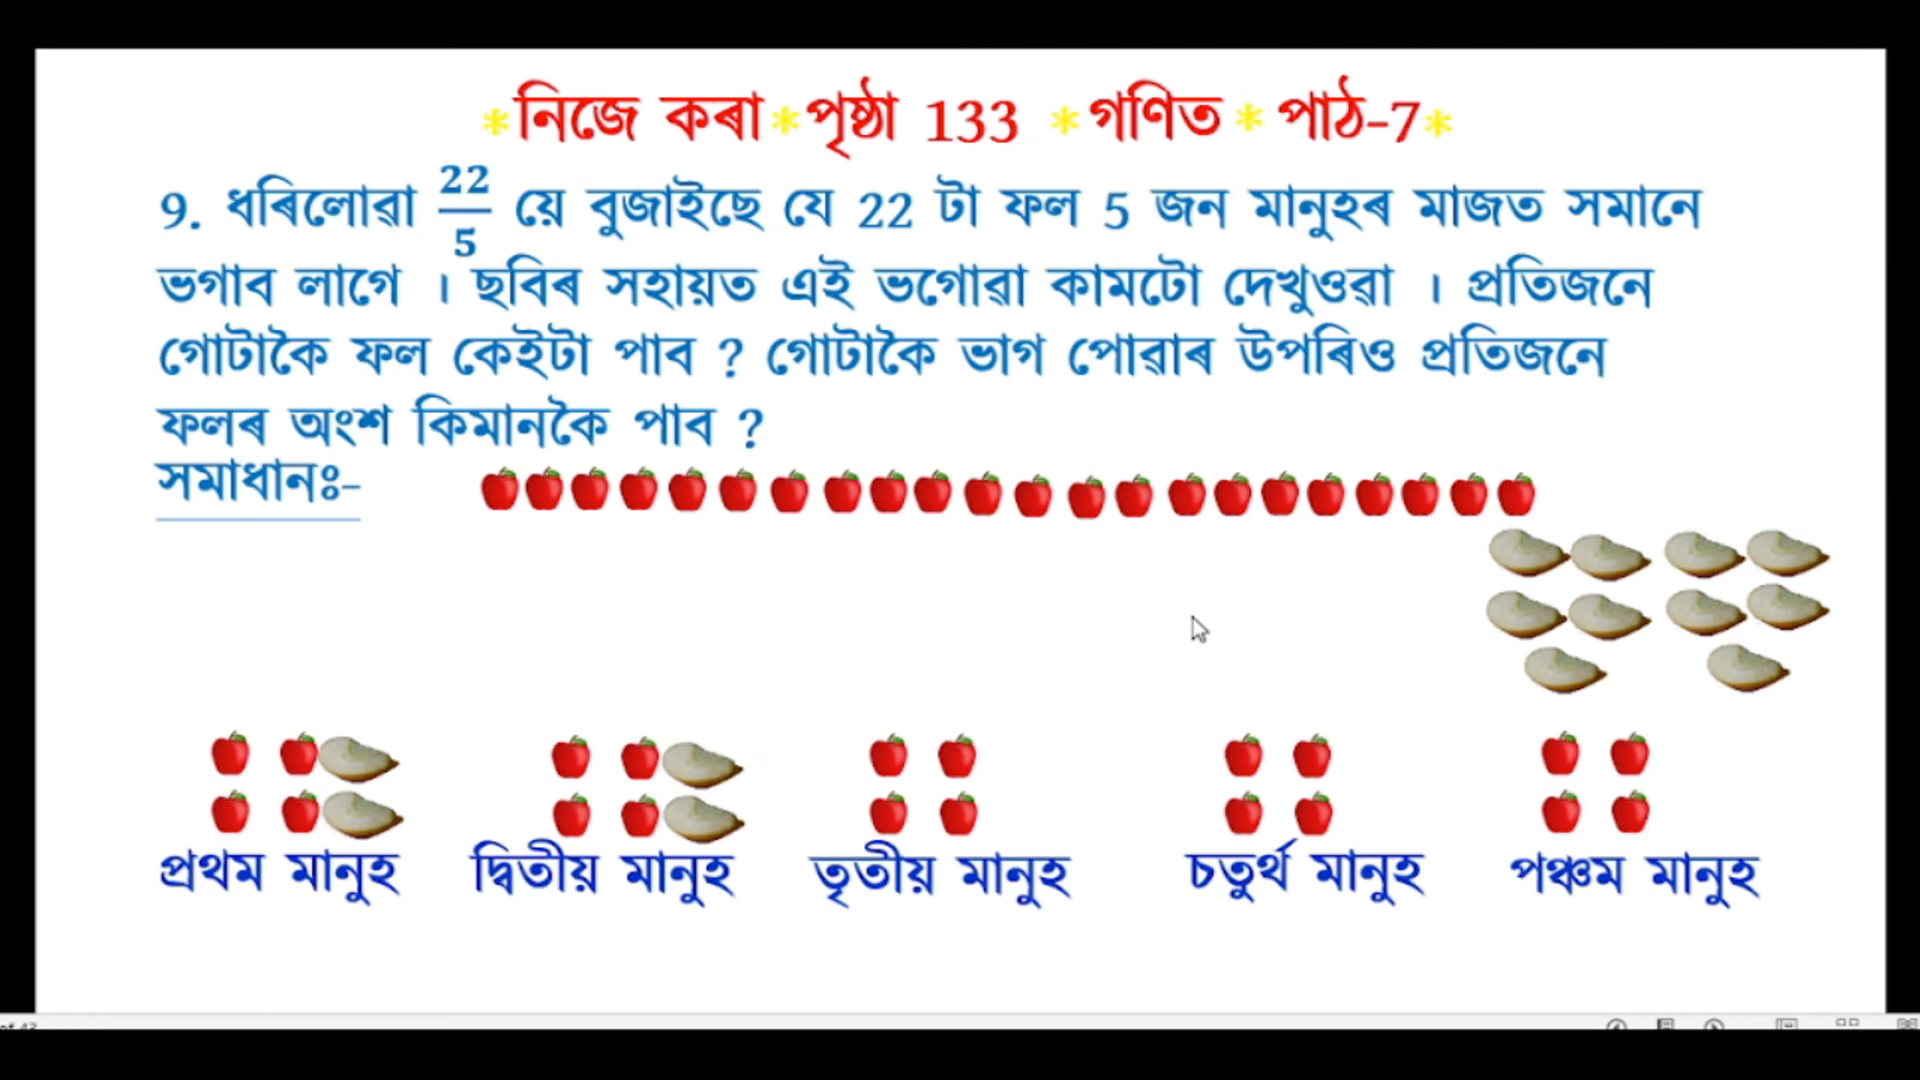 *নিজে কৰা*পৃষ্ঠা 133 *গণিত* পাঠ-7*
9. ধৰিলোৱা 22/5 য়ে বুজাইছে যে 22 টা ফল 5 জন মানুহৰ মাজত সমানে
ভগাব লাগে । ছবিৰ সহায়ত এই ভগোৱা কামটো দেখুওৱা । প্ৰতিজনে
গোটাকৈ ফল কেইটা পাব ? গোটাকৈ ভাগ পোৱাৰ উপৰিও প্ৰতিজনে
ফলৰ অংশ কিমানকৈ পাব ?
সমাধানঃ-
প্ৰথম মানুহ দ্বিতীয় মানুহ তৃতীয় মানুহ চতুৰ্থ মানুহ পঞ্চম মানুহ